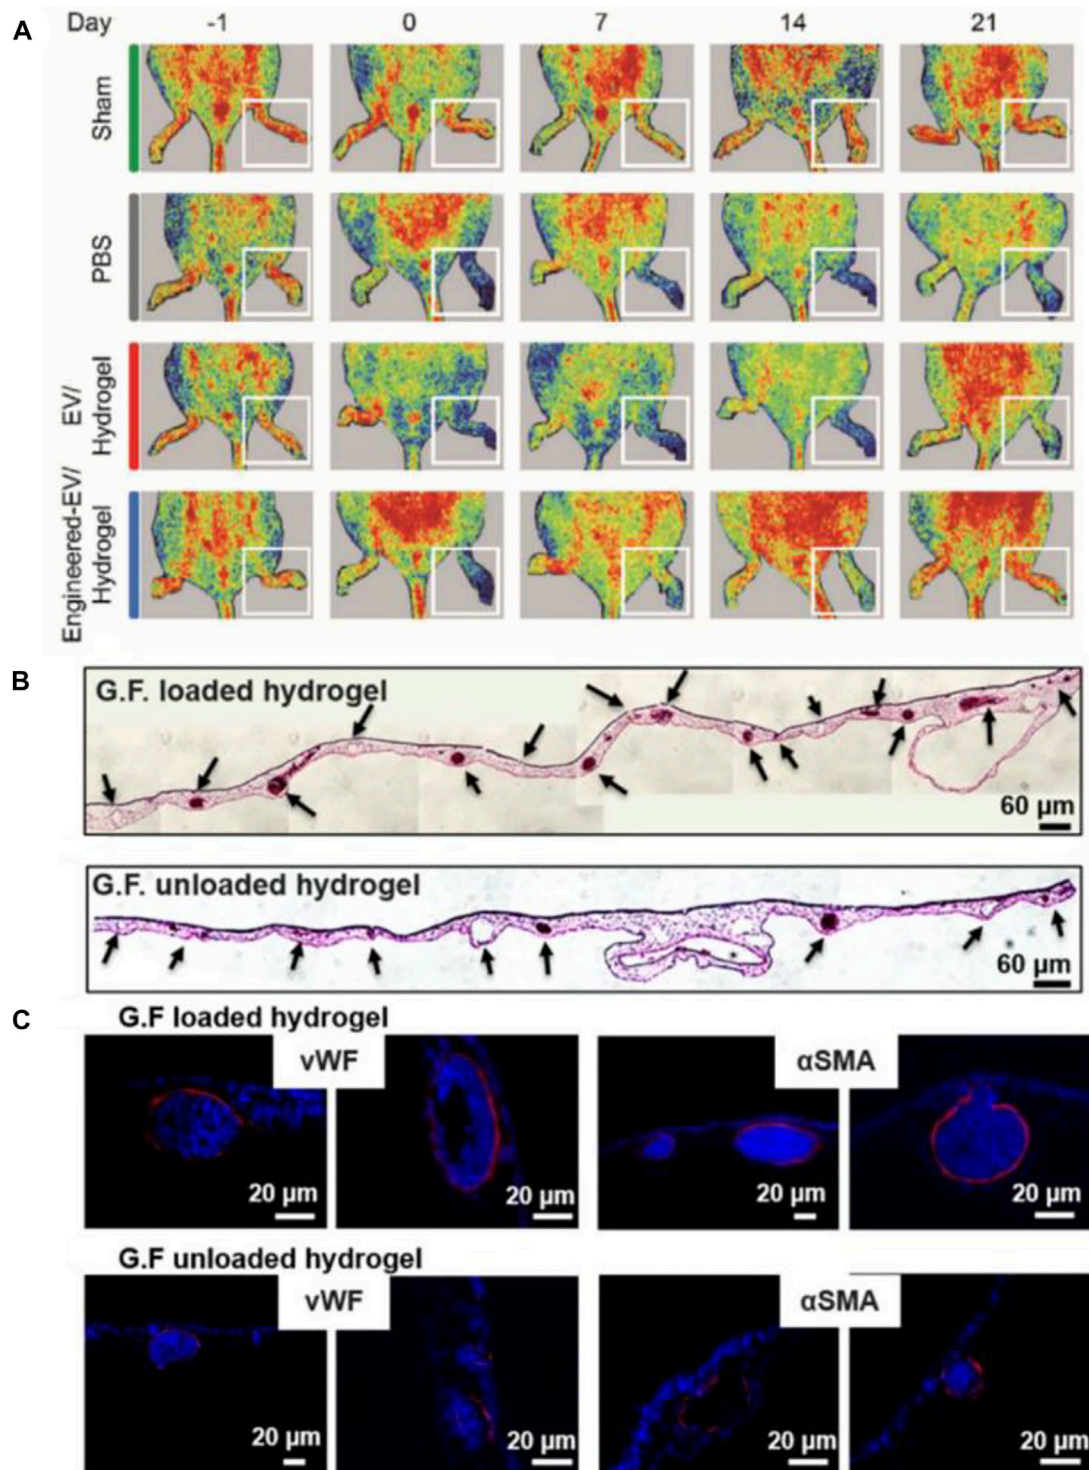 A
Day -1 0 7 14 21
Sham
PBS
EV/
Hydrogel
Engineered-EV/
Hydrogel
B
G.F. loaded hydrogel
60 µm
G.F. unloaded hydrogel
60 µm
C
G.F loaded hydrogel
vWF
αSMA
20 µm
20 µm
20 µm
20 µm
G.F unloaded hydrogel
vWF
αSMA
20 µm
20 µm
20 µm
20 µm